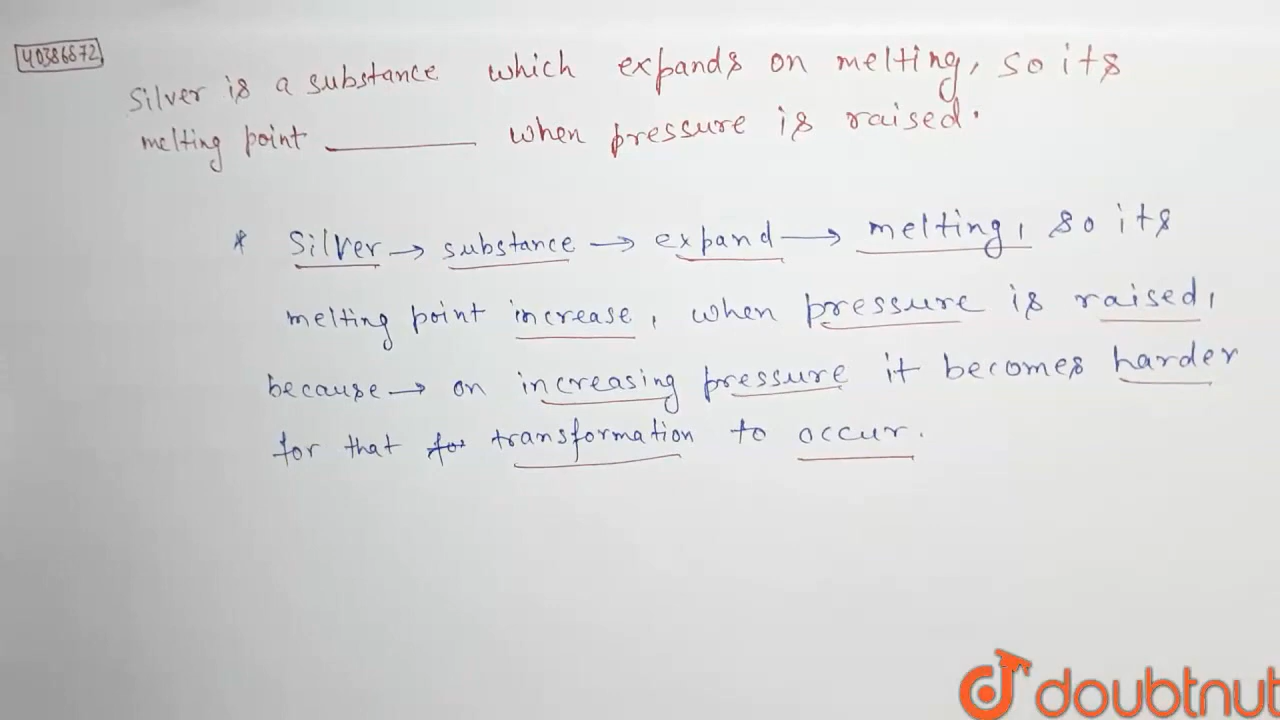 40386872
Silver is a substance which expands on melting, so its
melting point ________ when pressure is raised.
* Silver → substance → expand → melting, so its
melting point increase, when pressure is raised,
because → on increasing pressure it becomes harder
for that for transformation to occur.
doubtnut